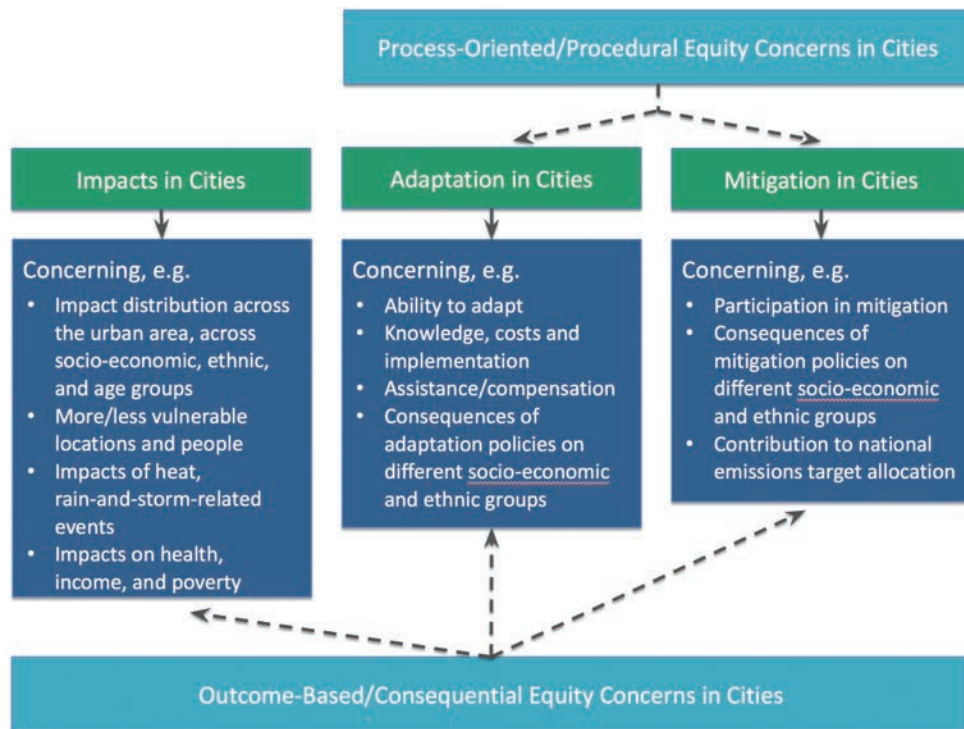 Process-Oriented/Procedural Equity Concerns in Cities
Impacts in Cities
Concerning, e.g.
• Impact distribution across
the urban area, across
socio-economic, ethnic,
and age groups
• More/less vulnerable
locations and people
• Impacts of heat,
rain-and-storm-related
events
• Impacts on health,
income, and poverty
Adaptation in Cities
Concerning, e.g.
• Ability to adapt
• Knowledge, costs and
implementation
• Assistance/compensation
• Consequences of
adaptation policies on
different socio-economic
and ethnic groups
Mitigation in Cities
Concerning, e.g.
• Participation in mitigation
• Consequences of
mitigation policies on
different socio-economic
and ethnic groups
• Contribution to national
emissions target allocation
Outcome-Based/Consequential Equity Concerns in Cities